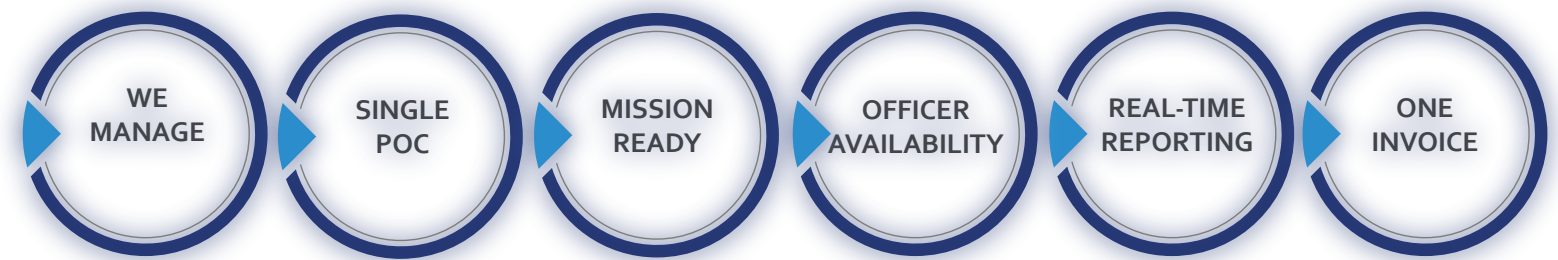 WE
MANAGE
SINGLE
POC
MISSION
READY
OFFICER
AVAILABILITY
REAL-TIME
REPORTING
ONE
INVOICE